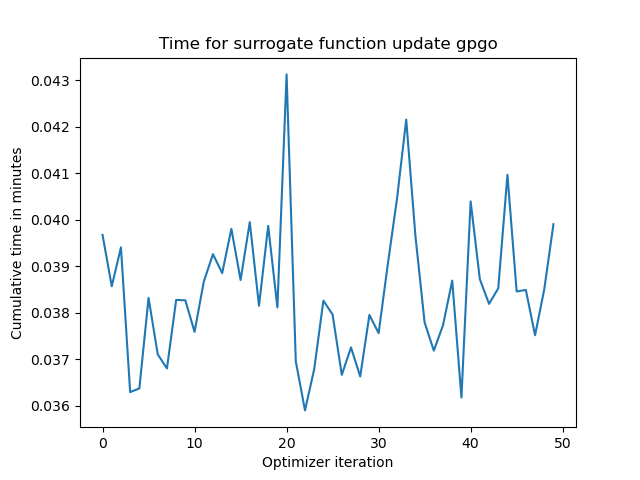 Time for surrogate function update gpgo
Cumulative time in minutes
0.043
0.042
0.041
0.040
0.039
0.038
0.037
0.036
0 10 20 30 40 50
Optimizer iteration